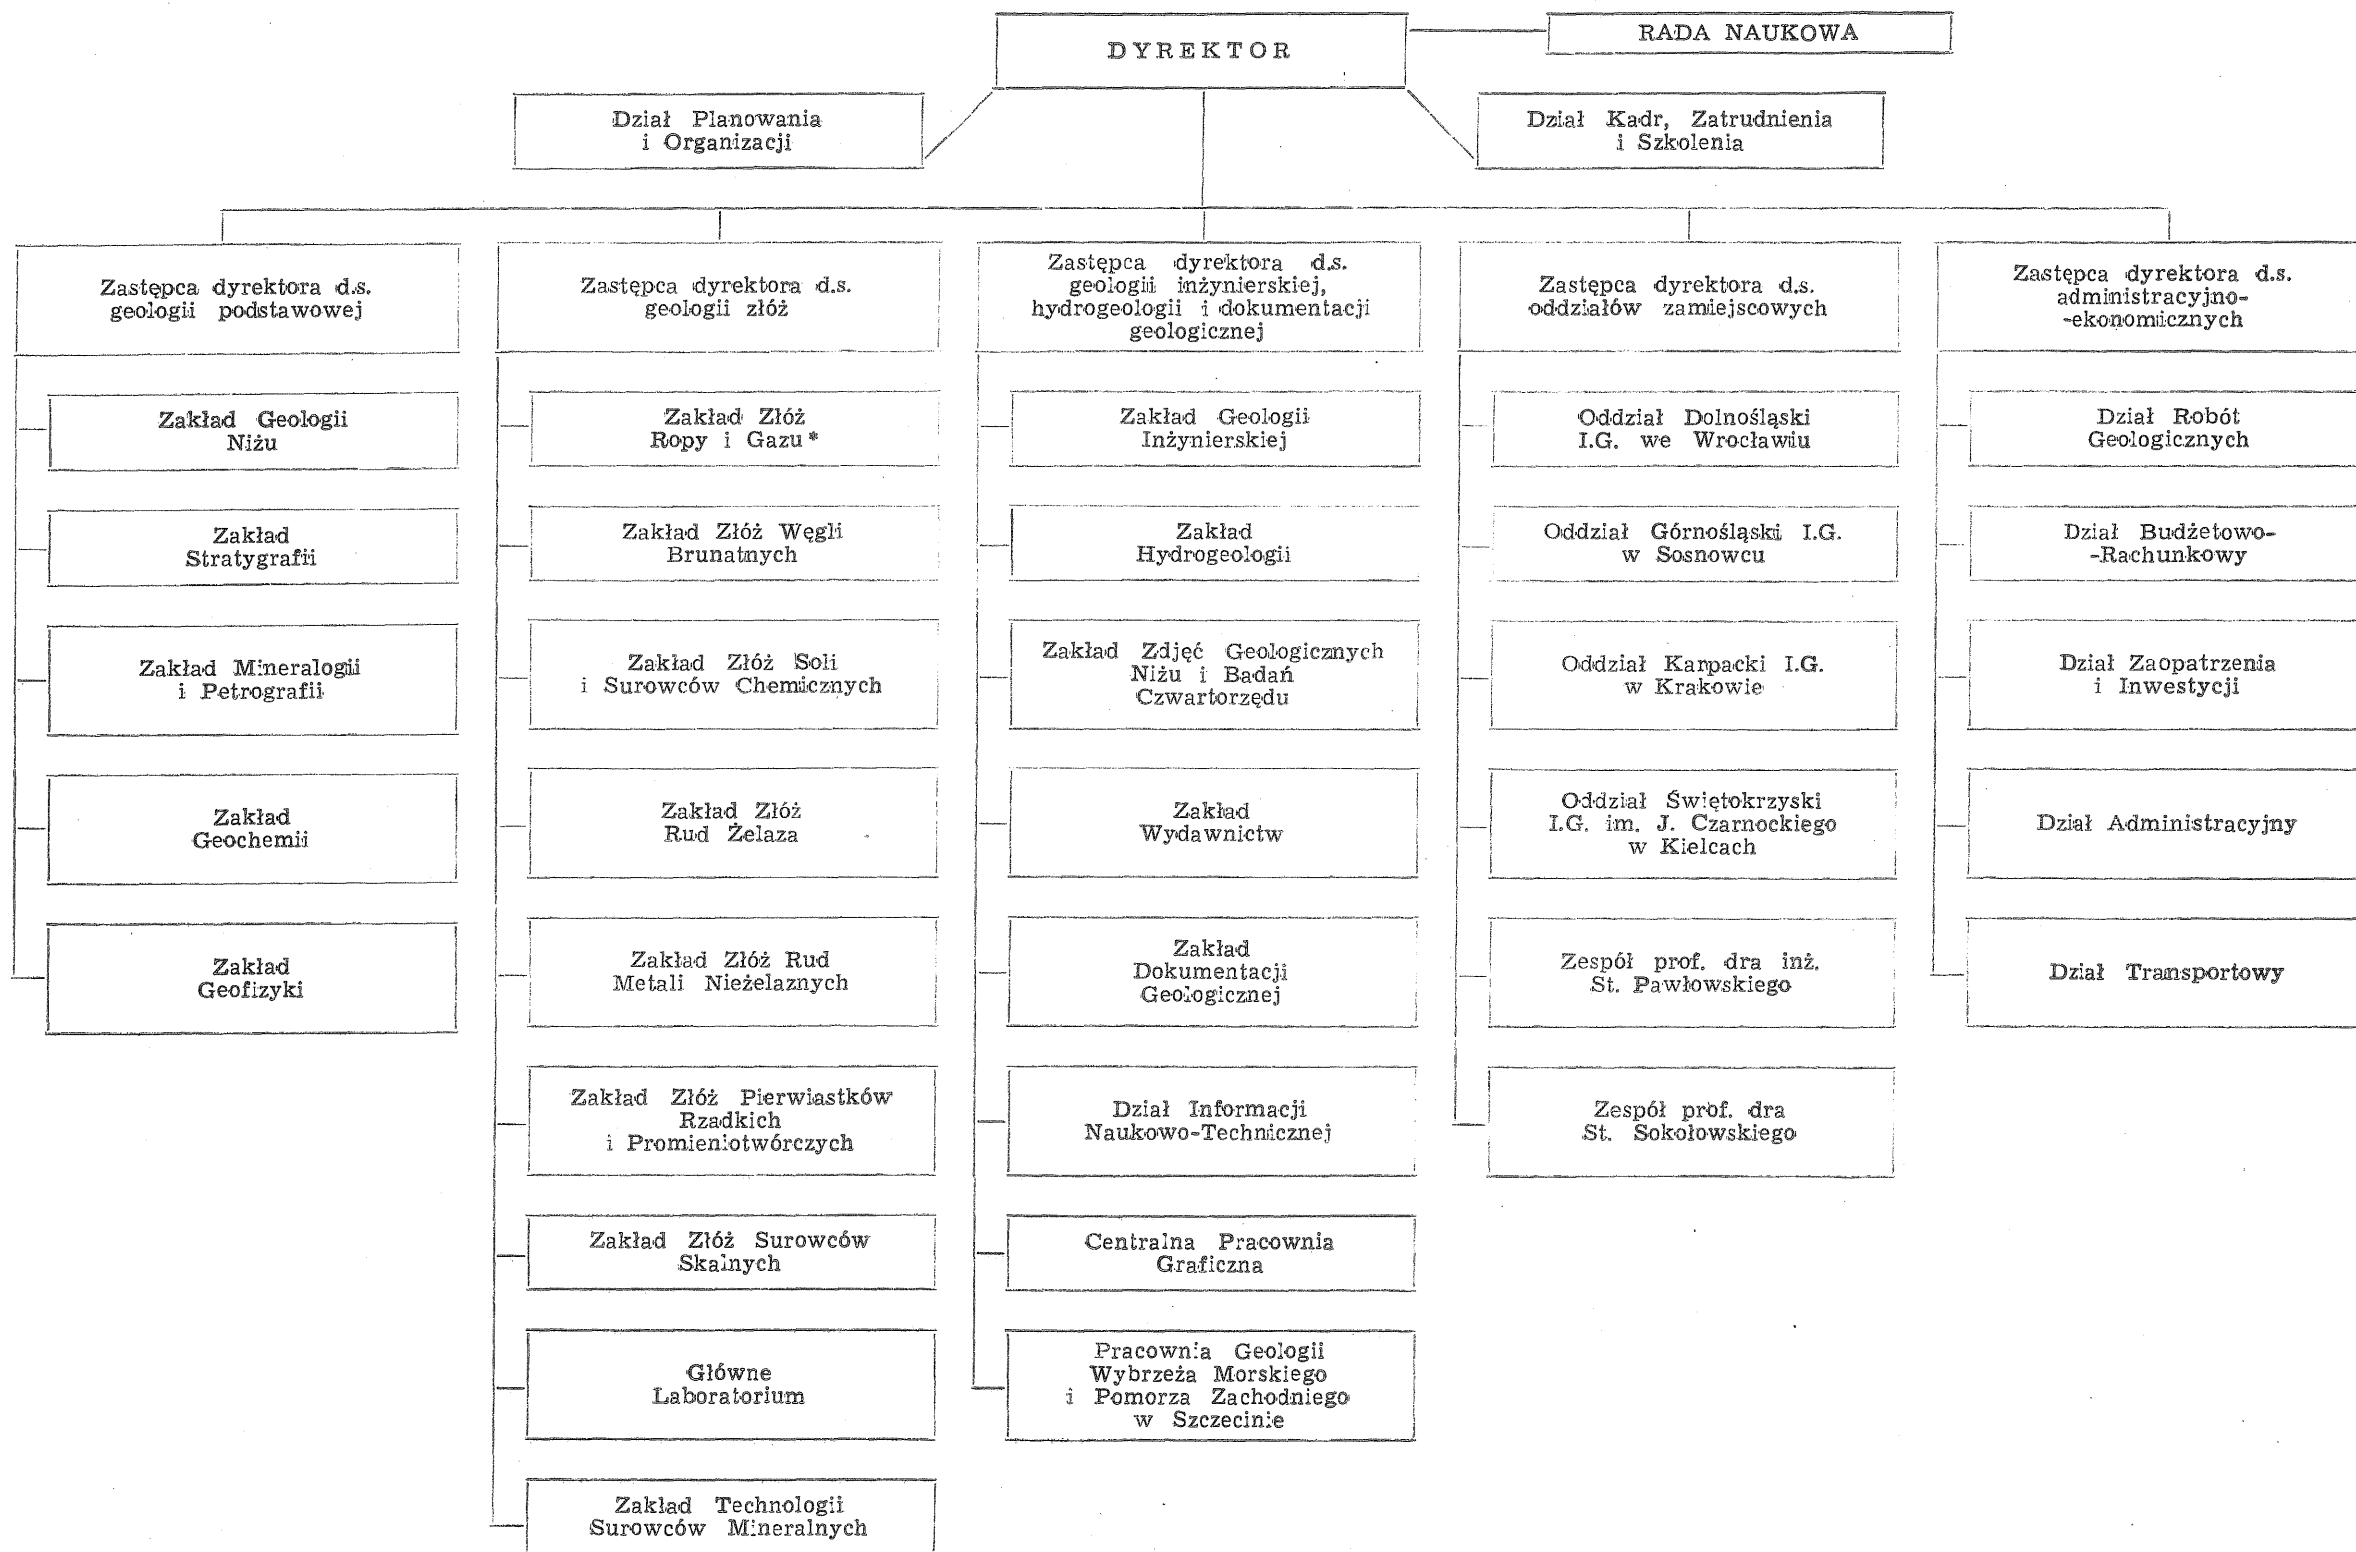 DYREKTOR
RADA NAUKOWA
Dział Planowania
i Organizacji
Dział Kadr, Zatrudnienia
i Szkolenia
Zastępca dyrektora d.s.
geologii podstawowej
Zakład Geologii
Niżu
Zakład
Stratygrafii
Zakład Mineralogii
i Petrografii
Zakład
Geochemii
Zakład
Geofizyki
Zastępca dyrektora d.s.
geologii złóż
Zakład Złóż
Ropy i Gazu*
Zakład Złóż Węgli
Brunatnych
Zakład Złóż Soli
i Surowców Chemicznych
Zakład Złóż
Rud Żelaza
Zakład Złóż Rud
Metali Nieżelaznych
Zakład Złóż Pierwiastków
Rzadkich
i Promieniotwórczych
Zakład Złóż Surowców
Skalnych
Główne
Laboratorium
Zakład Technologii
Surowców Mineralnych
Zastępca dyrektora d.s.
geologii inżynierskiej,
hydrogeologii i dokumentacji
geologicznej
Zakład Geologii
Inżynierskiej
Zakład
Hydrogeologii
Zakład Zdjęć Geologicznych
Niżu i Badań
Czwartorzędu
Zakład
Wydawnictw
Zakład
Dokumentacji
Geologicznej
Dział Informacji
Naukowo-Technicznej
Centralna Pracownia
Graficzna
Pracownia Geologii
Wybrzeża Morskiego
i Pomorza Zachodniego
w Szczecinie
Zastępca dyrektora d.s.
oddziałów zamiejscowych
Oddział Dolnośląski
I.G. we Wrocławiu
Oddział Górnośląski I.G.
w Sosnowcu
Oddział Karpacki I.G.
w Krakowie
Oddział Świętokrzyski
I.G. im. J. Czarnockiego
w Kielcach
Zespół prof. dra inż.
St. Pawłowskiego
Zespół prof. dra
St. Sokołowskiego
Zastępca dyrektora d.s.
administracyjno-
-ekonomicznych
Dział Robót
Geologicznych
Dział Budżetowo-
-Rachunkowy
Dział Zaopatrzenia
i Inwestycji
Dział Administracyjny
Dział Transportowy